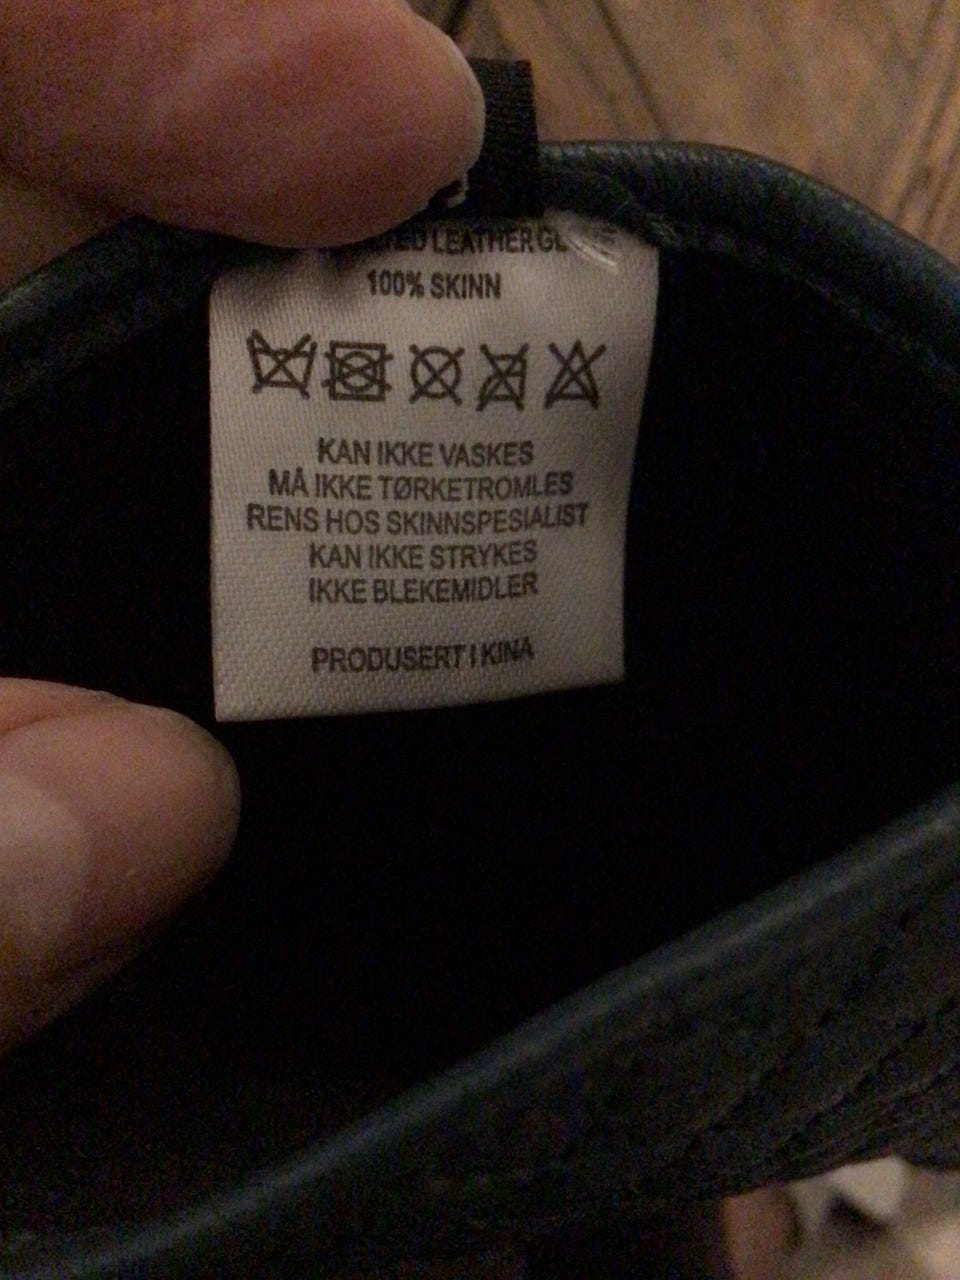 LEATHER
100% SKINN
KAN IKKE VASKES
MÅ IKKE TØRKETROMLES
RENS HOS SKINNSPESIALIST
KAN IKKE STRYKES
IKKE BLEKEMIDLER
PRODUSERT I KINA